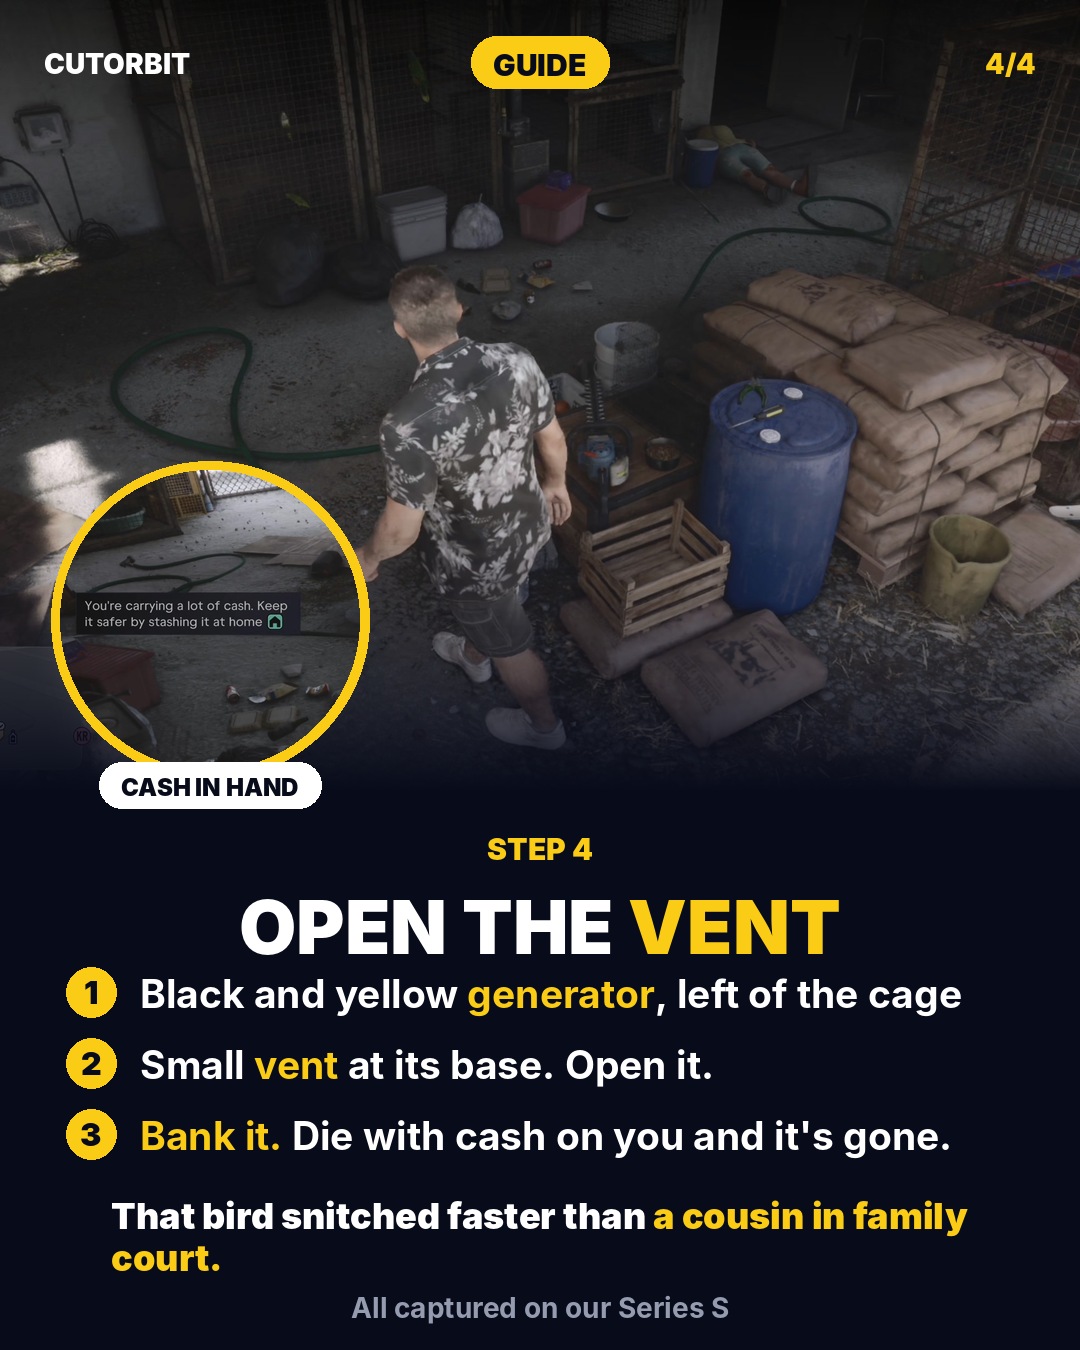 CUTORBIT
GUIDE
4/4
You're carrying a lot of cash. Keep
it safer by stashing it at home
CASH IN HAND
STEP 4
OPEN THE VENT
1 Black and yellow generator, left of the cage
2 Small vent at its base. Open it.
3 Bank it. Die with cash on you and it's gone.
That bird snitched faster than a cousin in family
court.
All captured on our Series S